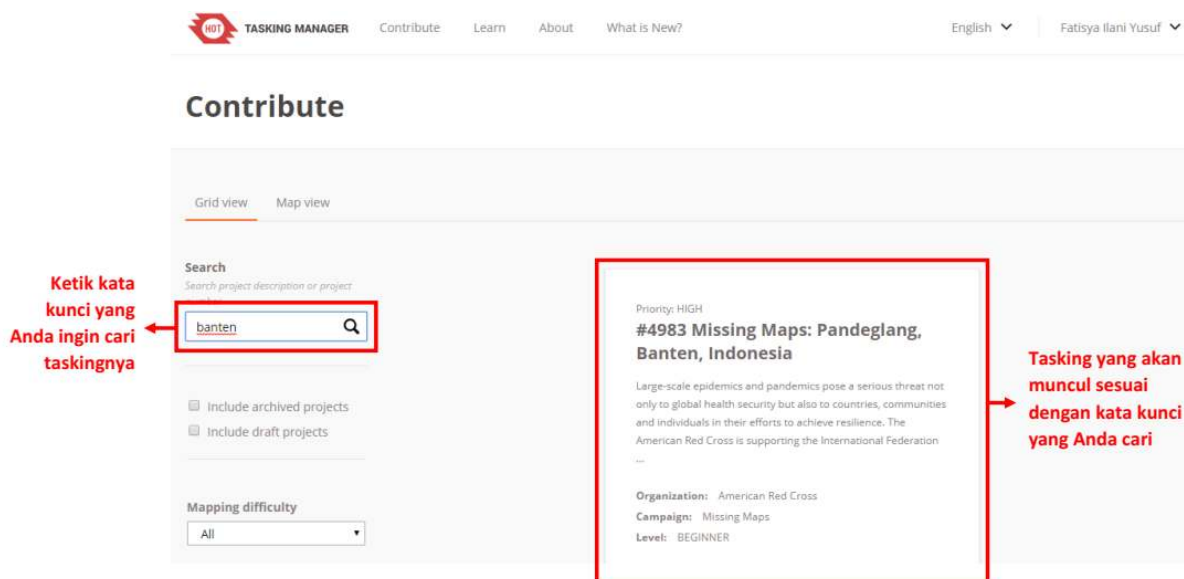 HOT TASKING MANAGER Contribute Learn About What is New? English Fatisya Ilani Yusuf
Contribute
Grid view Map view
Search
Search project description or project
banten
Ketik kata
kunci yang
Anda ingin cari
taskingnya
Include archived projects
Include draft projects
Mapping difficulty
All
Priority: HIGH
#4983 Missing Maps: Pandeglang,
Banten, Indonesia
Large-scale epidemics and pandemics pose a serious threat not
only to global health security but also to countries, communities
and individuals in their efforts to achieve resilience. The
American Red Cross is supporting the International Federation
...
Organization: American Red Cross
Campaign: Missing Maps
Level: BEGINNER
Tasking yang akan
muncul sesuai
dengan kata kunci
yang Anda cari